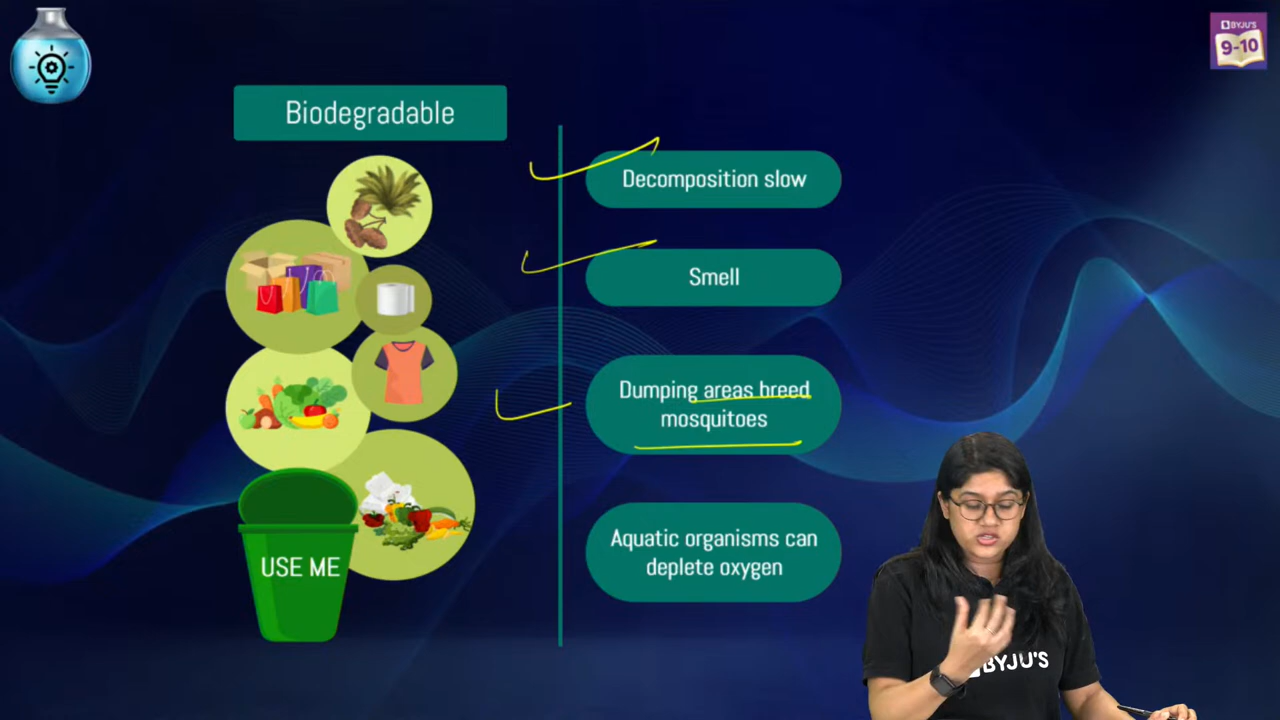 BYJU'S
9-10
Biodegradable
Decomposition slow
Smell
Dumping areas breed
mosquitoes
Aquatic organisms can
deplete oxygen
USE ME
BYJU'S